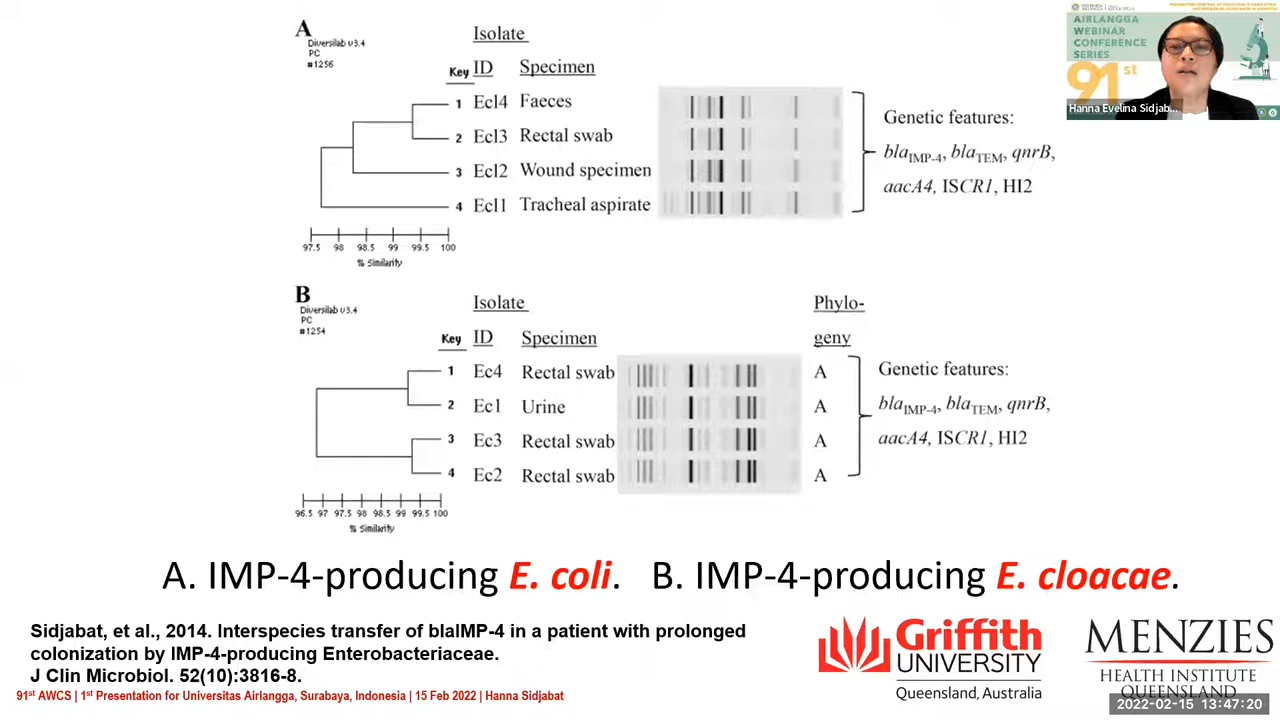 A
Diversilab v3.4
PC
#1256
Isolate
Key ID Specimen
1 Ecl4 Faeces
2 Ecl3 Rectal swab
3 Ecl2 Wound specimen
4 Ecl1 Tracheal aspirate
97.5 98 98.5 99 99.5 100
% Similarity
Genetic features:
blaIMP-4, blaTEM, qnrB,
aacA4, ISCR1, HI2
B
Diversilab v3.4
PC
#1254
Isolate
Phylo-
Key ID Specimen geny
1 Ec4 Rectal swab A
2 Ec1 Urine A
3 Ec3 Rectal swab A
4 Ec2 Rectal swab A
96.5 97 97.5 98 98.5 99 99.5 100
% Similarity
Genetic features:
blaIMP-4, blaTEM, qnrB,
aacA4, ISCR1, HI2
AIRLANGGA
WEBINAR
CONFERENCE
SERIES
91st
Hanna Evelina Sidjab...
A. IMP-4-producing E. coli. B. IMP-4-producing E. cloacae.
Sidjabat, et al., 2014. Interspecies transfer of blaIMP-4 in a patient with prolonged
colonization by IMP-4-producing Enterobacteriaceae.
J Clin Microbiol. 52(10):3816-8.
91st AWCS | 1st Presentation for Universitas Airlangga, Surabaya, Indonesia | 15 Feb 2022 | Hanna Sidjabat
Griffith
UNIVERSITY
Queensland, Australia
MENZIES
HEALTH INSTITUTE
QUEENSLAND
2022-02-15 13:47:20